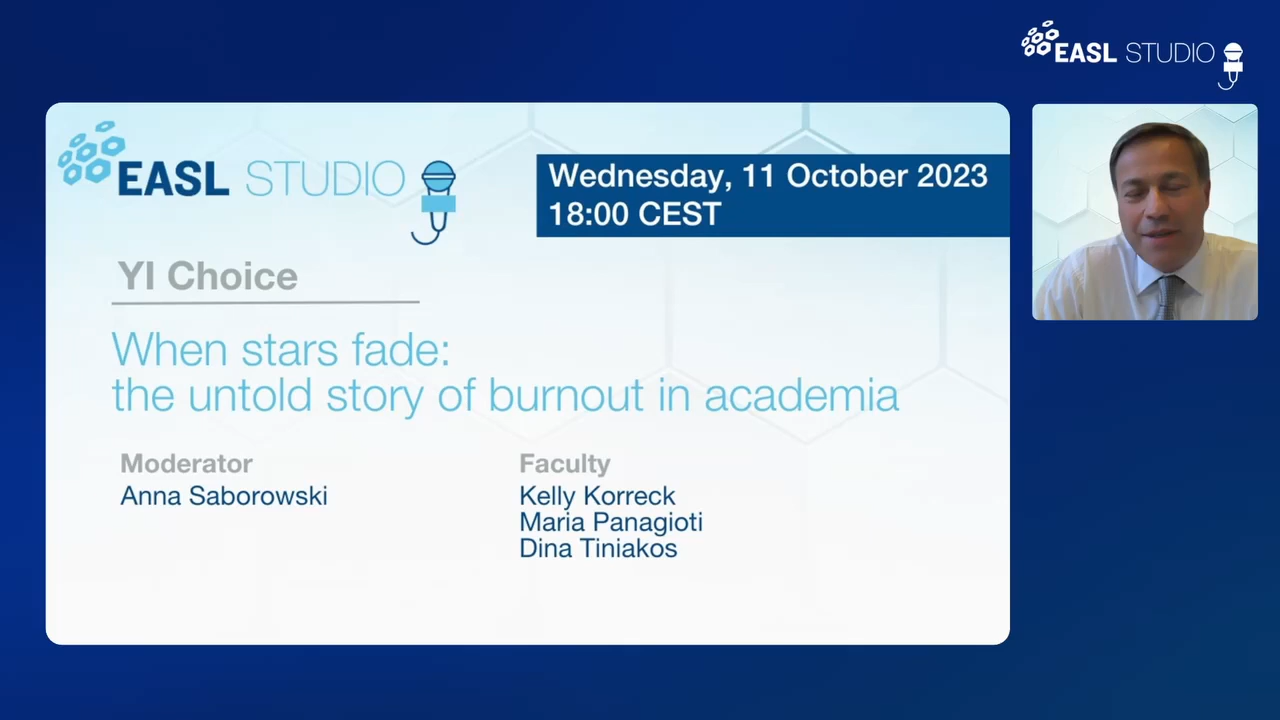 EASL STUDIO
EASL STUDIO
Wednesday, 11 October 2023
18:00 CEST
YI Choice
When stars fade:
the untold story of burnout in academia
Moderator
Anna Saborowski
Faculty
Kelly Korreck
Maria Panagioti
Dina Tiniakos